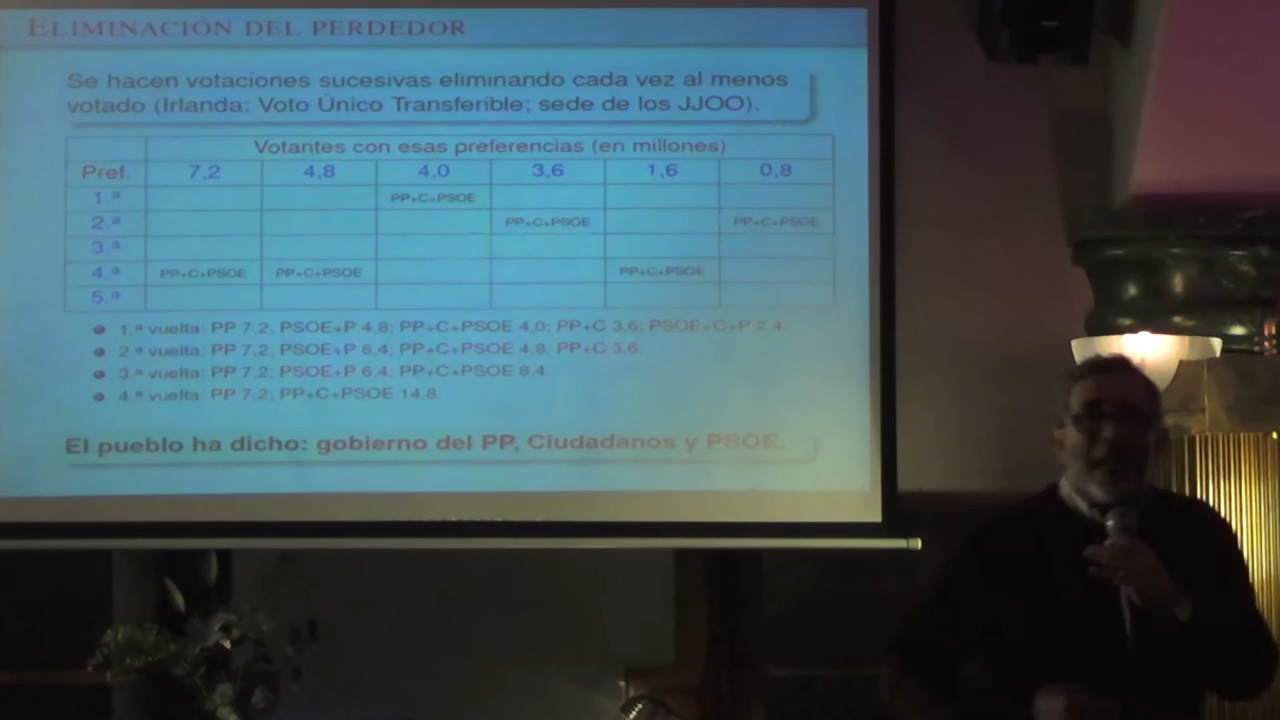 ELIMINACIÓN DEL PERDEDOR
Se hacen votaciones sucesivas eliminando cada vez al menos
votado (Irlanda: Voto Único Transferible; sede de los JJOO).
Votantes con esas preferencias (en millones)
Pref. 7,2 4,8 4,0 3,6 1,6 0,8
1.ª PP+C+PSOE
2.ª PP+C+PSOE PP+C+PSOE
3.ª
4.ª PP+C+PSOE PP+C+PSOE PP+C+PSOE
5.ª
1.ª vuelta: PP 7,2; PSOE+P 4,8; PP+C+PSOE 4,0; PP+C 3,6; PSOE+C+P 2,4.
2.ª vuelta: PP 7,2; PSOE+P 6,4; PP+C+PSOE 4,8; PP+C 3,6.
3.ª vuelta: PP 7,2; PSOE+P 6,4; PP+C+PSOE 8,4.
4.ª vuelta: PP 7,2; PP+C+PSOE 14,8.
El pueblo ha dicho: gobierno del PP, Ciudadanos y PSOE.